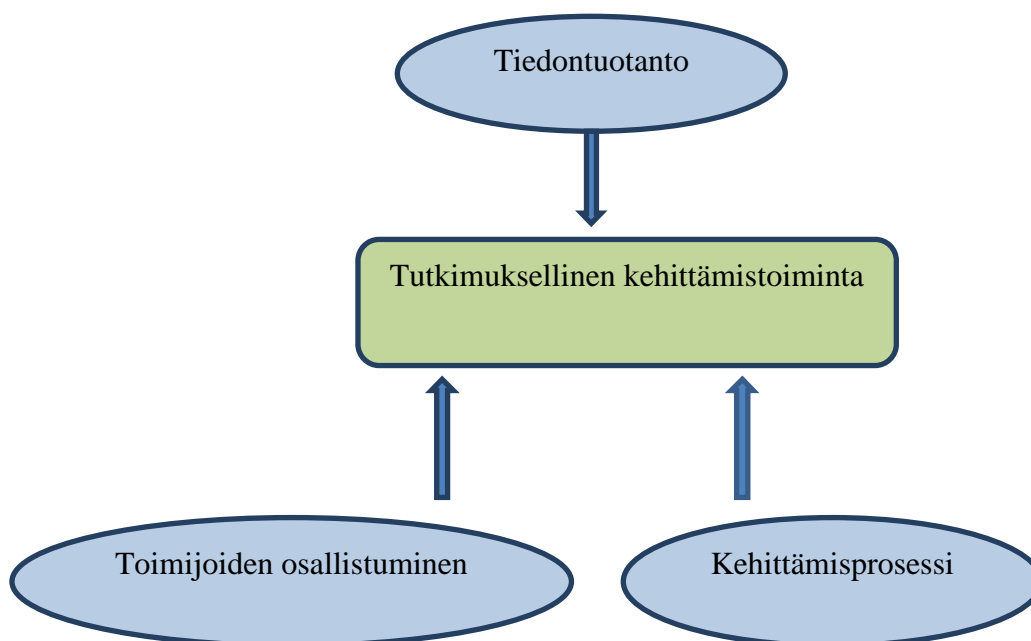 Tiedontuotanto
Tutkimuksellinen kehittämistoiminta
Toimijoiden osallistuminen
Kehittämisprosessi